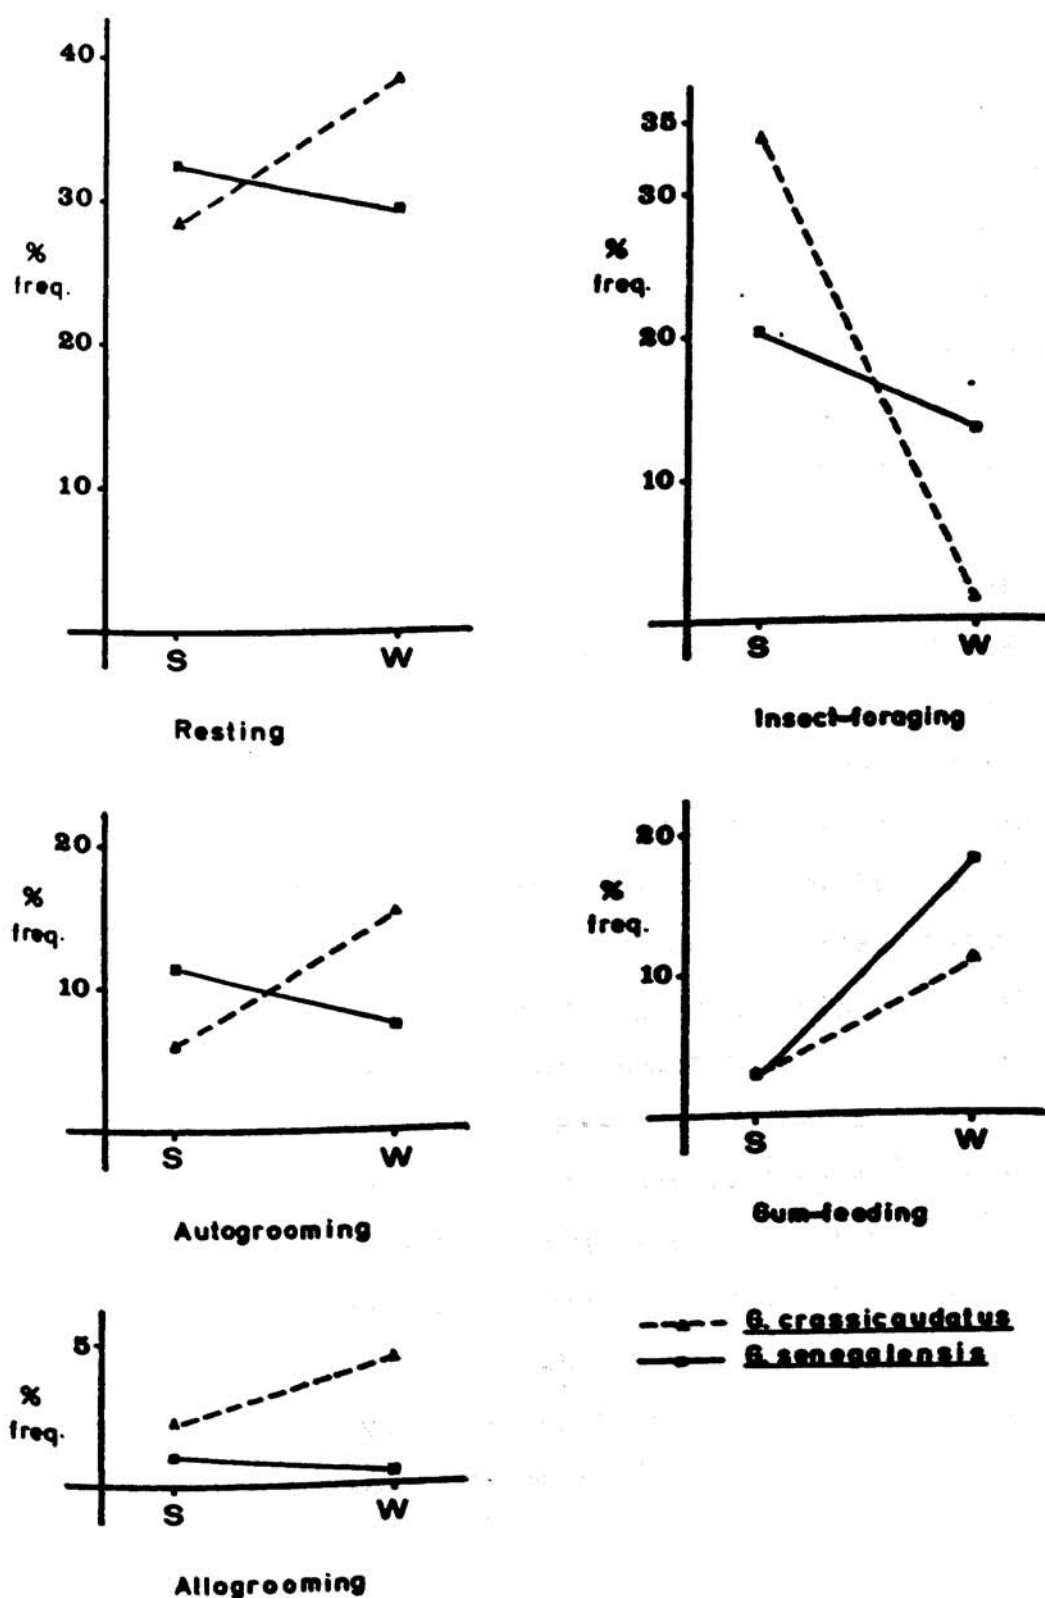 40
30
%
freq.
20
10
S W
Resting
35
30
%
freq.
20
10
S W
Insect-foraging
20
%
freq.
10
S W
Autogrooming
20
%
freq.
10
S W
Gum-feeding
5
%
freq.
S W
Allogrooming
G. crassicaudatus
G. senegalensis